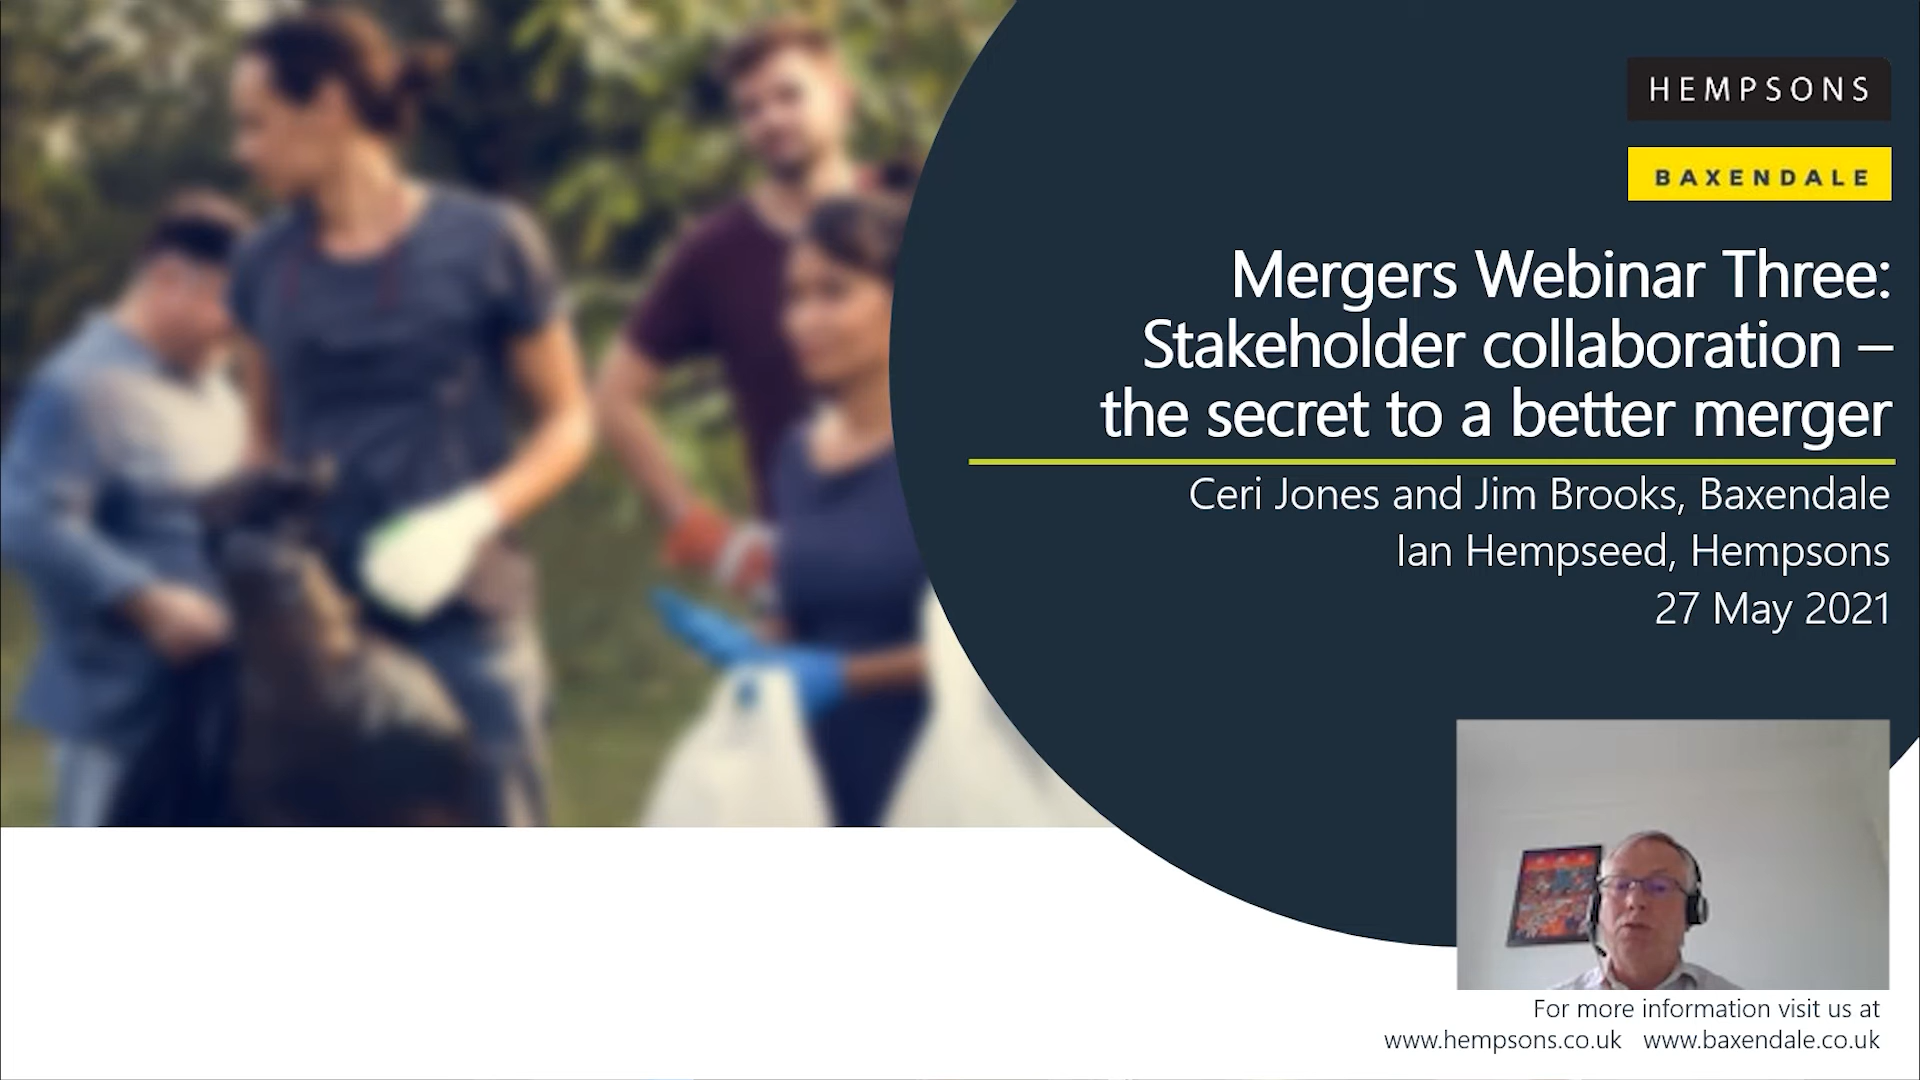 HEMPSONS
BAXENDALE
Mergers Webinar Three:
Stakeholder collaboration –
the secret to a better merger
Ceri Jones and Jim Brooks, Baxendale
Ian Hempseed, Hempsons
27 May 2021
For more information visit us at
www.hempsons.co.uk www.baxendale.co.uk